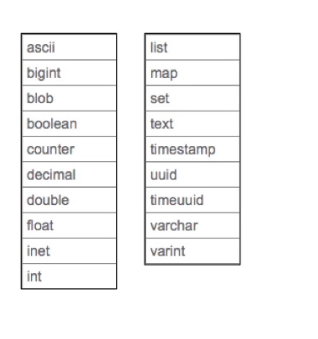 ascii
bigint
blob
boolean
counter
decimal
double
float
inet
int
list
map
set
text
timestamp
uuid
timeuuid
varchar
varint